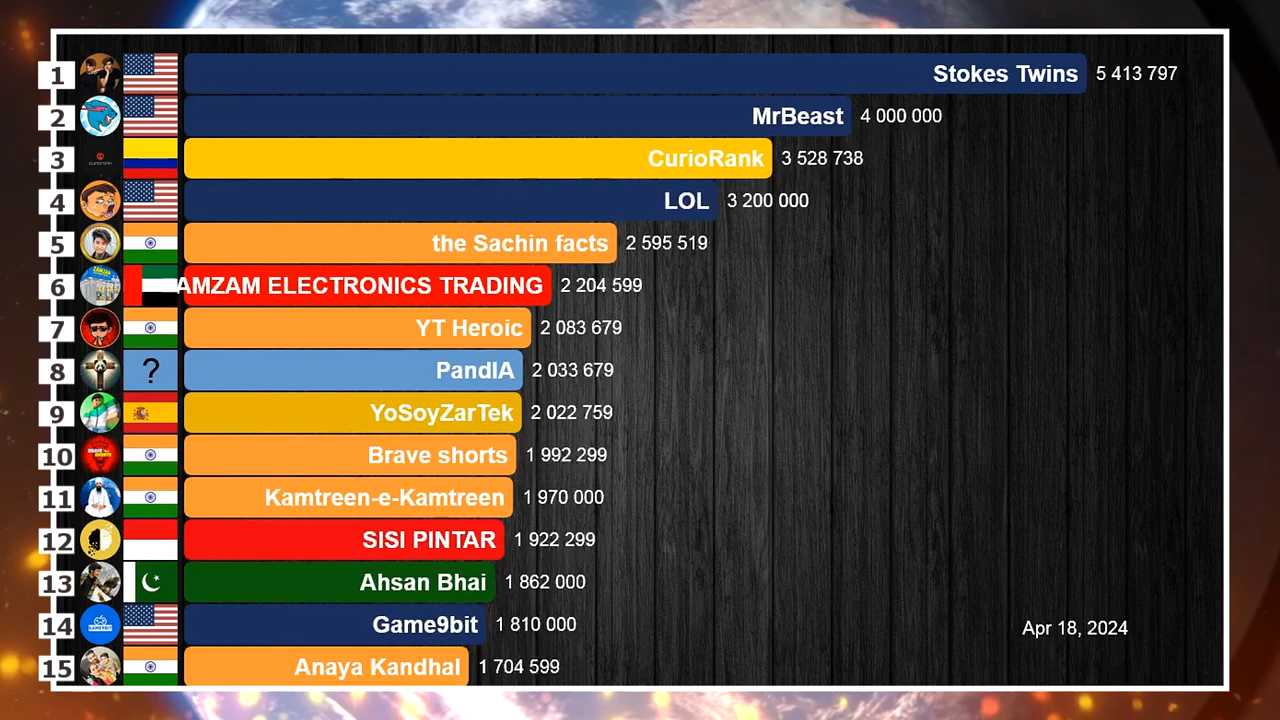 1 Stokes Twins 5 413 797
2 MrBeast 4 000 000
3 curiorank CurioRank 3 528 738
4 LOL 3 200 000
5 the Sachin facts 2 595 519
6 AMZAM ELECTRONICS TRADING 2 204 599
7 YT Heroic 2 083 679
8 ? PandIA 2 033 679
9 YoSoyZarTek 2 022 759
10 Brave shorts 1 992 299
11 Kamtreen-e-Kamtreen 1 970 000
12 SISI PINTAR 1 922 299
13 Ahsan Bhai 1 862 000
14 GAME9BIT Game9bit 1 810 000
Apr 18, 2024
15 Anaya Kandhal 1 704 599